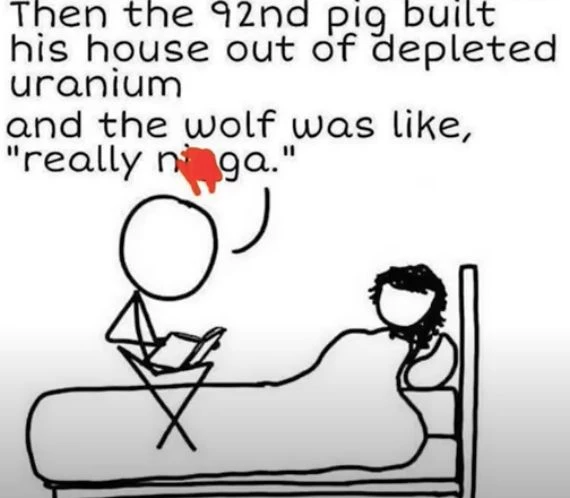 Then the 92nd pig built
his house out of depleted
uranium
and the wolf was like,
"really